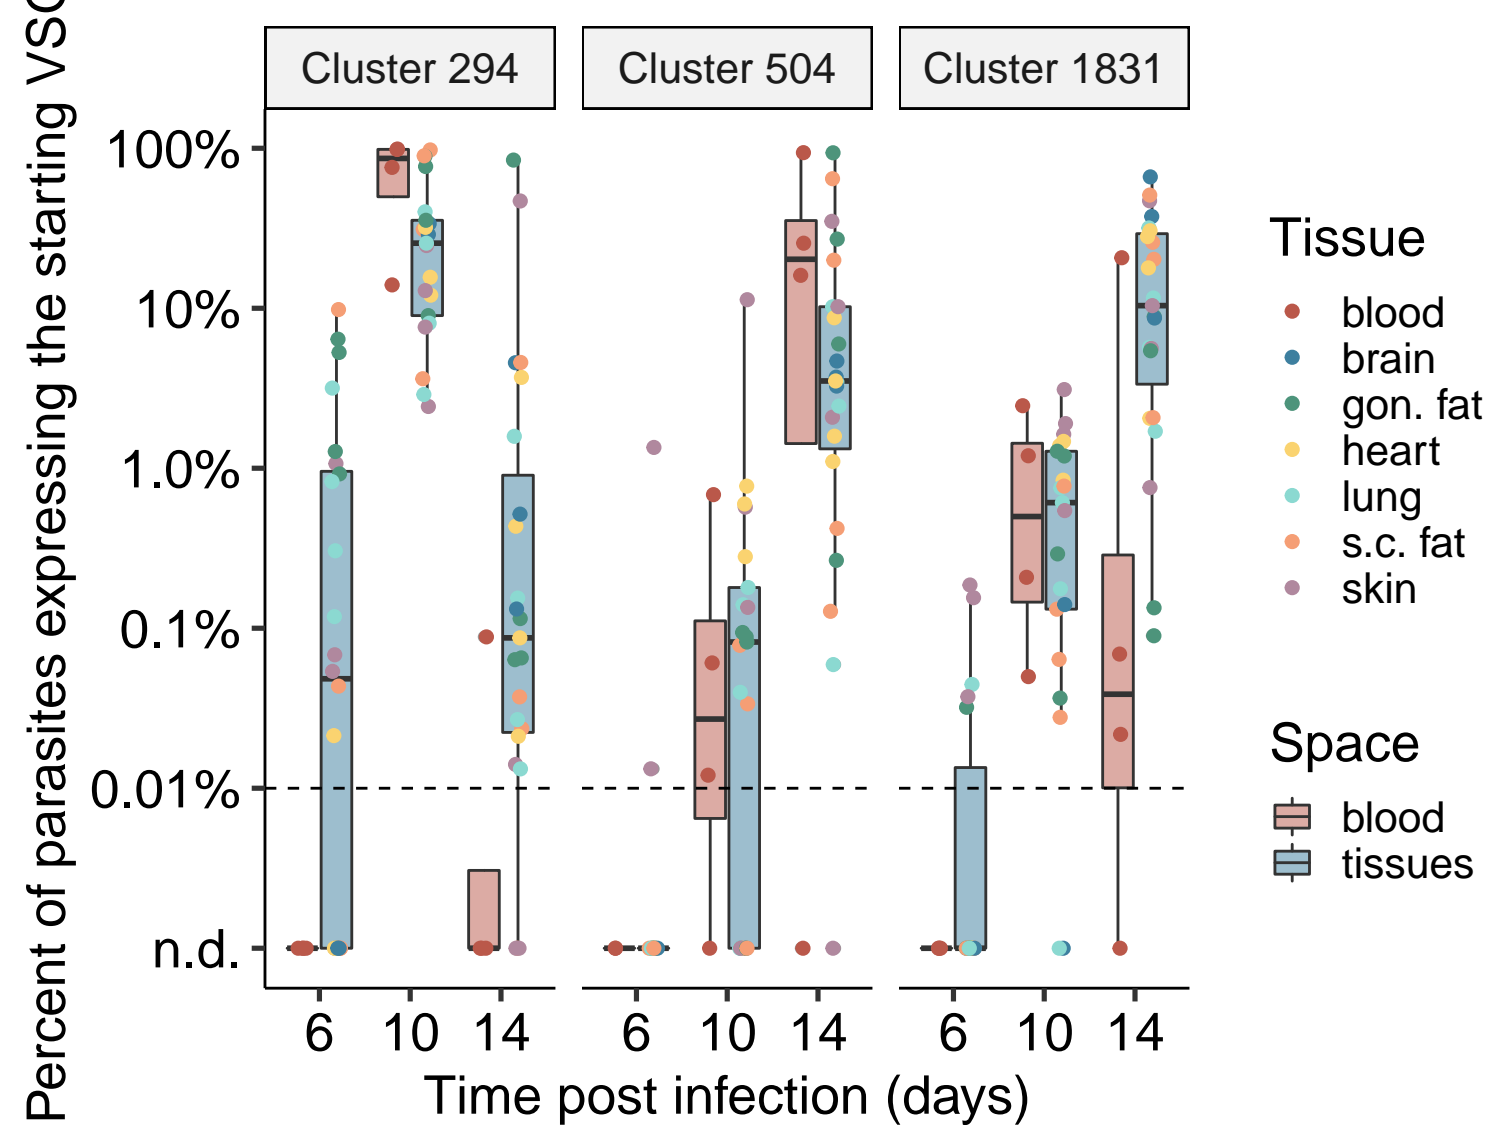 Cluster 294
Cluster 504
Cluster 1831
Percent of parasites expressing the starting VSG
100%
10%
1.0%
0.1%
0.01%
n.d.
6 10 14
6 10 14
6 10 14
Time post infection (days)
Tissue
blood
brain
gon. fat
heart
lung
s.c. fat
skin
Space
blood
tissues